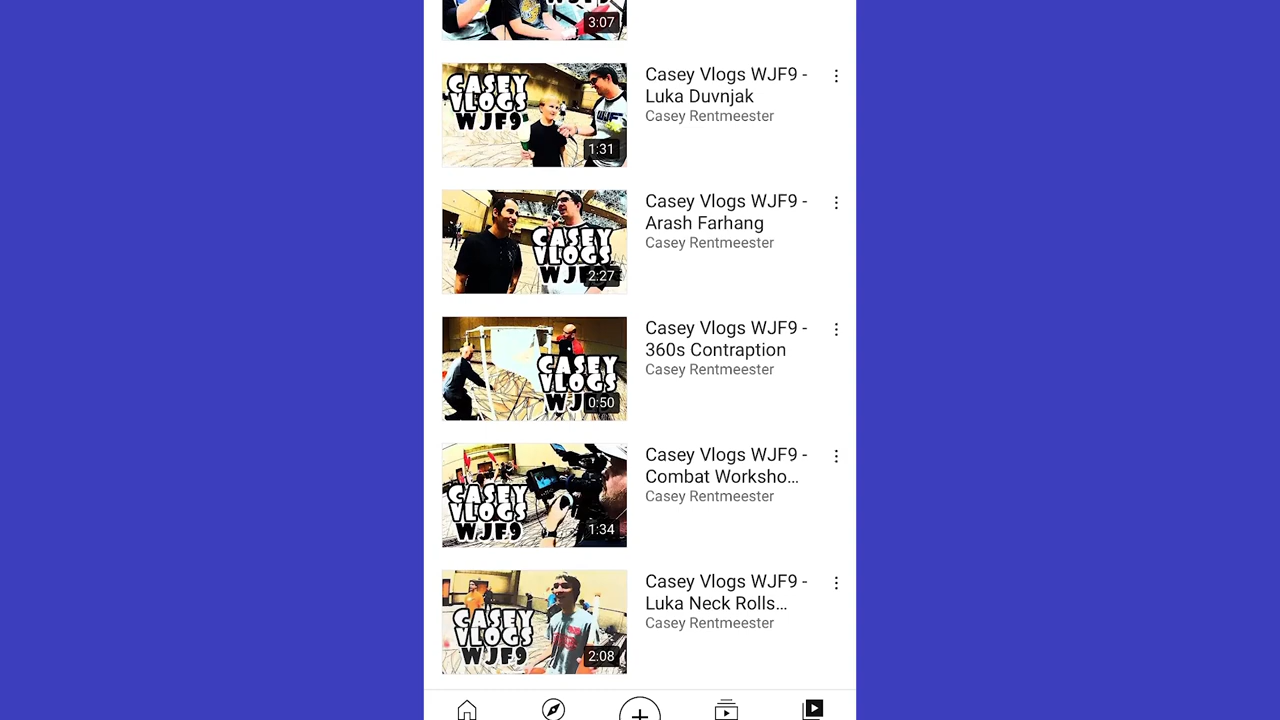 3:07
CASEY
VLOGS
WJF9
WJF
1:31
Casey Vlogs WJF9 -
Luka Duvnjak
Casey Rentmeester
CASEY
VLOGS
WJF
2:27
Casey Vlogs WJF9 -
Arash Farhang
Casey Rentmeester
CASEY
VLOGS
WJ
0:50
Casey Vlogs WJF9 -
360s Contraption
Casey Rentmeester
CASEY
VLOGS
WJF9
1:34
Casey Vlogs WJF9 -
Combat Worksho...
Casey Rentmeester
CASEY
VLOGS
WJF9
2:08
Casey Vlogs WJF9 -
Luka Neck Rolls...
Casey Rentmeester